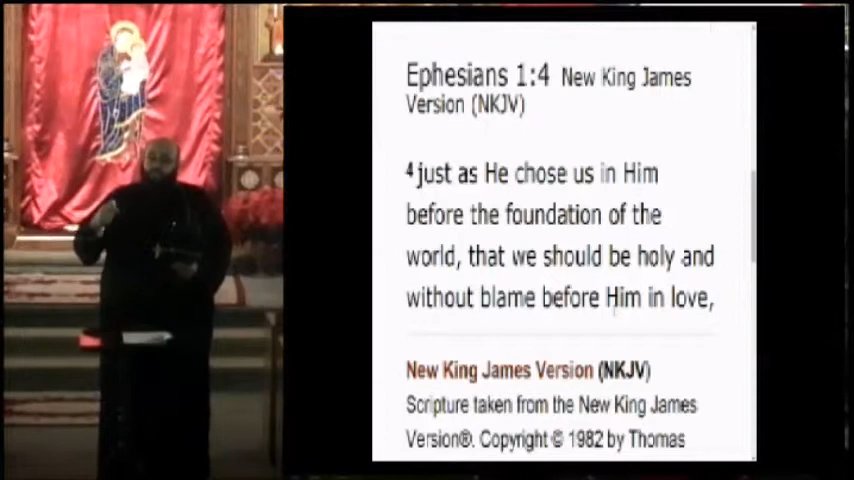 Ephesians 1:4 New King James
Version (NKJV)
4 just as He chose us in Him
before the foundation of the
world, that we should be holy and
without blame before Him in love,
New King James Version (NKJV)
Scripture taken from the New King James
Version®. Copyright © 1982 by Thomas